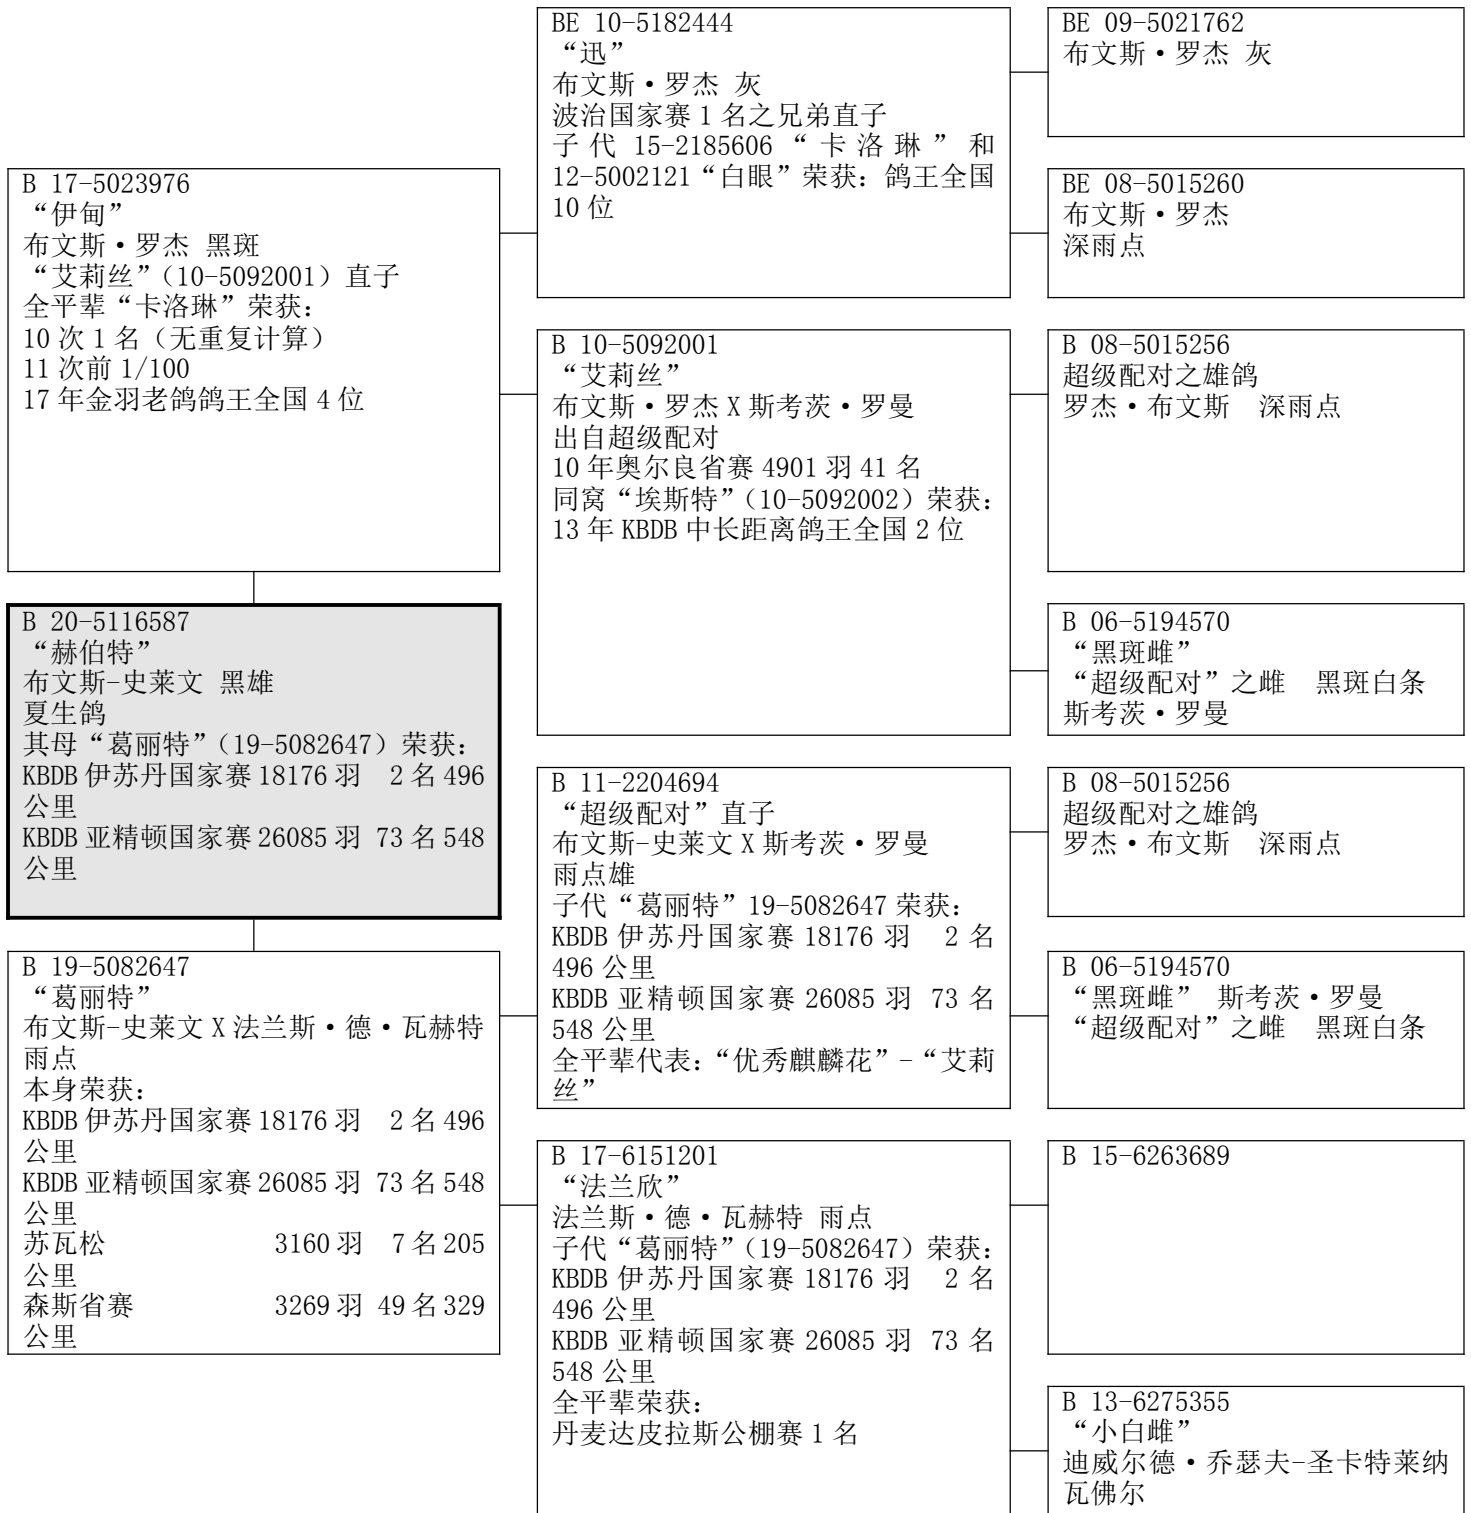 B 17-5023976
“伊甸”
布文斯·罗杰 黑斑
“艾莉丝”（10-5092001）直子
全平辈“卡洛琳”荣获：
10 次 1 名（无重复计算）
11 次前 1/100
17 年金羽老鸽鸽王全国 4 位
B 20-5116587
“赫伯特”
布文斯-史莱文 黑雄
夏生鸽
其母“葛丽特”（19-5082647）荣获：
KBDB 伊苏丹国家赛 18176 羽 2 名 496
公里
KBDB 亚精顿国家赛 26085 羽 73 名 548
公里
B 19-5082647
“葛丽特”
布文斯-史莱文 X 法兰斯·德·瓦赫特
雨点
本身荣获：
KBDB 伊苏丹国家赛 18176 羽 2 名 496
公里
KBDB 亚精顿国家赛 26085 羽 73 名 548
公里
苏瓦松 3160 羽 7 名 205
公里
森斯省赛 3269 羽 49 名 329
公里
BE 10-5182444
“迅”
布文斯·罗杰 灰
波治国家赛 1 名之兄弟直子
子代 15-2185606“卡洛琳”和
12-5002121“白眼”荣获：鸽王全国
10 位
B 10-5092001
“艾莉丝”
布文斯·罗杰 X 斯考茨·罗曼
出自超级配对
10 年奥尔良省赛 4901 羽 41 名
同窝“埃斯特”（10-5092002）荣获：
13 年 KBDB 中长距离鸽王全国 2 位
B 11-2204694
“超级配对”直子
布文斯-史莱文 X 斯考茨·罗曼
雨点雄
子代“葛丽特”19-5082647 荣获：
KBDB 伊苏丹国家赛 18176 羽 2 名
496 公里
KBDB 亚精顿国家赛 26085 羽 73 名
548 公里
全平辈代表：“优秀麒麟花”-“艾莉
丝”
B 17-6151201
“法兰欣”
法兰斯·德·瓦赫特 雨点
子代“葛丽特”（19-5082647）荣获：
KBDB 伊苏丹国家赛 18176 羽 2 名
496 公里
KBDB 亚精顿国家赛 26085 羽 73 名
548 公里
全平辈荣获：
丹麦达皮拉斯公棚赛 1 名
BE 09-5021762
布文斯·罗杰 灰
BE 08-5015260
布文斯·罗杰
深雨点
B 08-5015256
超级配对之雄鸽
罗杰·布文斯 深雨点
B 06-5194570
“黑斑雌”
“超级配对”之雌 黑斑白条
斯考茨·罗曼
B 08-5015256
超级配对之雄鸽
罗杰·布文斯 深雨点
B 06-5194570
“黑斑雌” 斯考茨·罗曼
“超级配对”之雌 黑斑白条
B 15-6263689
B 13-6275355
“小白雌”
迪威尔德·乔瑟夫-圣卡特莱纳
瓦佛尔